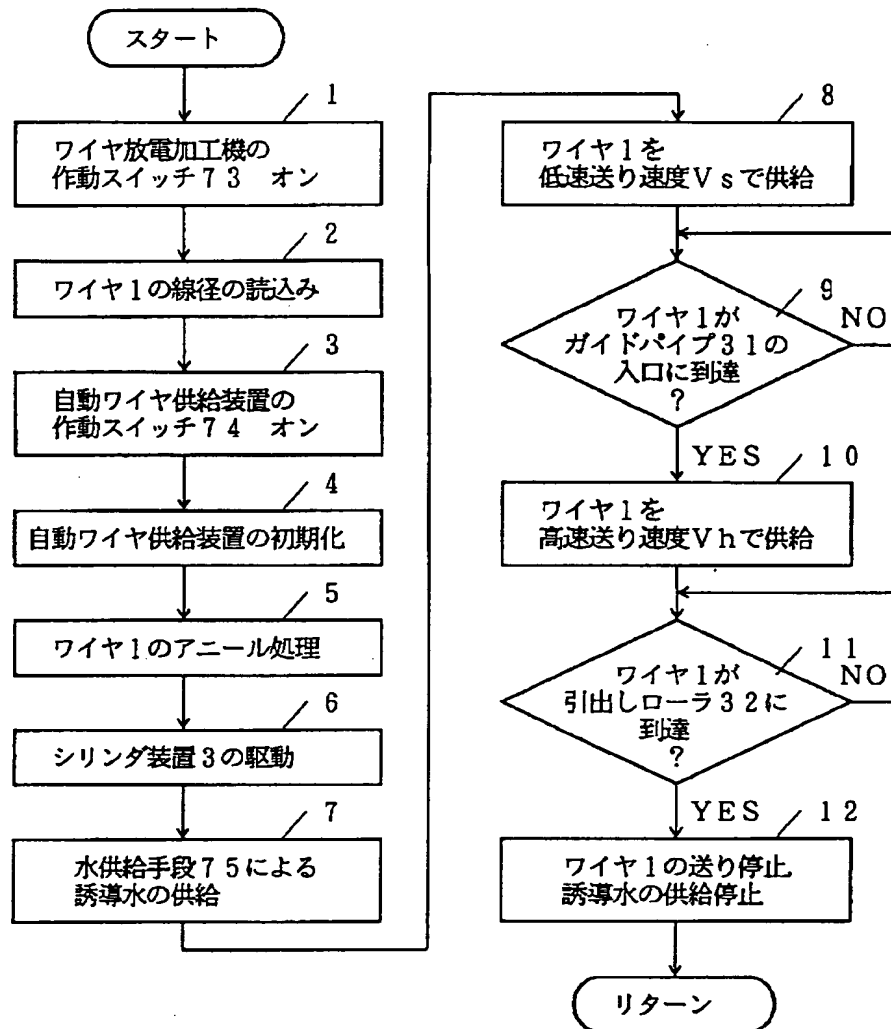 スタート
1
ワイヤ放電加工機の
作動スイッチ73 オン
2
ワイヤ1の線径の読込み
3
自動ワイヤ供給装置の
作動スイッチ74 オン
4
自動ワイヤ供給装置の初期化
5
ワイヤ1のアニール処理
6
シリンダ装置3の駆動
7
水供給手段75による
誘導水の供給
8
ワイヤ1を
低速送り速度Vsで供給
9
ワイヤ1が
ガイドパイプ31の
入口に到達
?
NO
YES
10
ワイヤ1を
高速送り速度Vhで供給
11
ワイヤ1が
引出しローラ32に
到達
?
NO
YES
12
ワイヤ1の送り停止
誘導水の供給停止
リターン